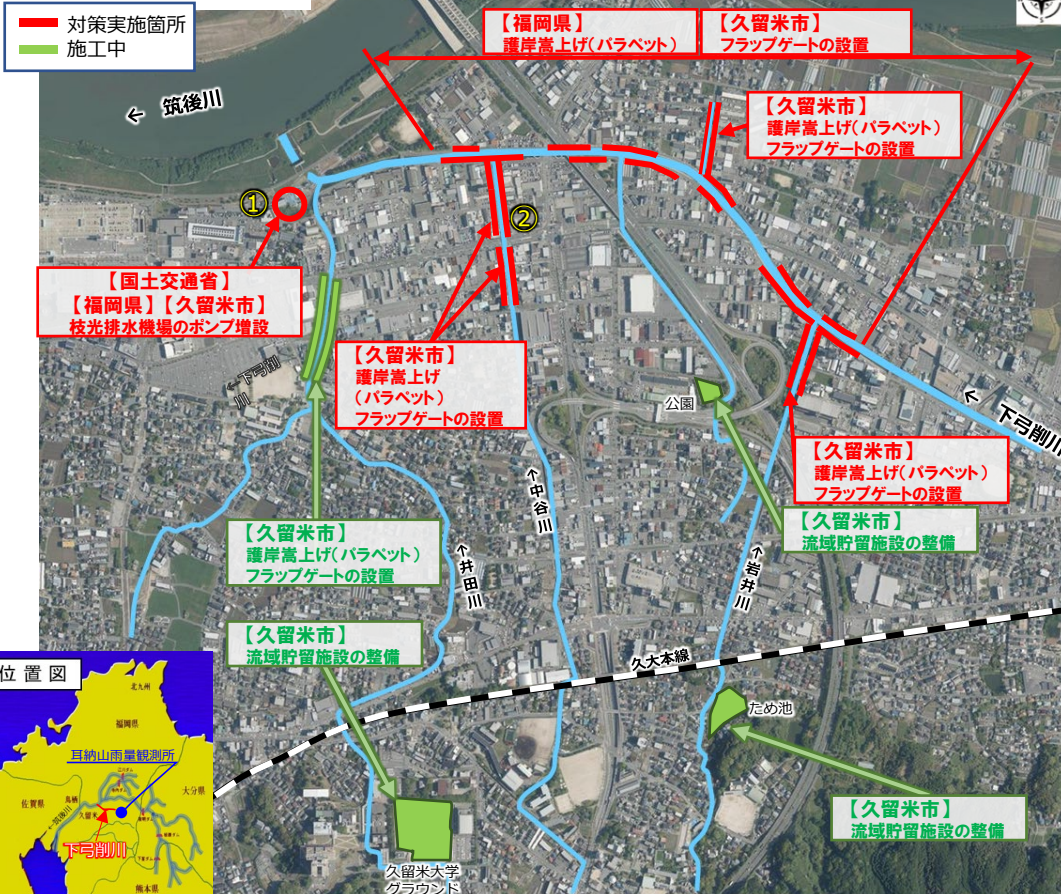 対策実施箇所
施工中
【福岡県】
護岸嵩上げ(パラペット)
【久留米市】
フラップゲートの設置
← 筑後川
【久留米市】
護岸嵩上げ(パラペット)
フラップゲートの設置
①
②
【国土交通省】
【福岡県】【久留米市】
枝光排水機場のポンプ増設
←下弓削川
【久留米市】
護岸嵩上げ
(パラペット)
フラップゲートの設置
公園
← 下弓削川
【久留米市】
護岸嵩上げ(パラペット)
フラップゲートの設置
【久留米市】
流域貯留施設の整備
【久留米市】
護岸嵩上げ(パラペット)
フラップゲートの設置
←井田川
←中谷川
←岩井川
【久留米市】
流域貯留施設の整備
久大本線
ため池
【久留米市】
流域貯留施設の整備
久留米大学
グラウンド
位置図
北九州
福岡県
耳納山雨量観測所
佐賀県
鳥栖
大分県
久留米
←筑後川
下弓削川
熊本県